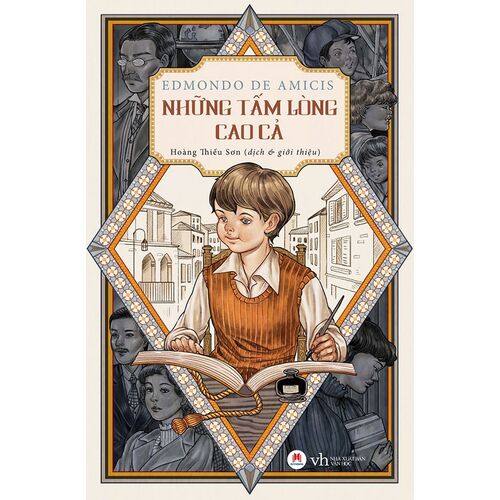 EDMONDO DE AMICIS
NHỮNG TẤM LÒNG
CAO CẢ
Hoàng Thiếu Sơn (dịch & giới thiệu)
vh NHÀ XUẤT BẢN
VĂN HỌC